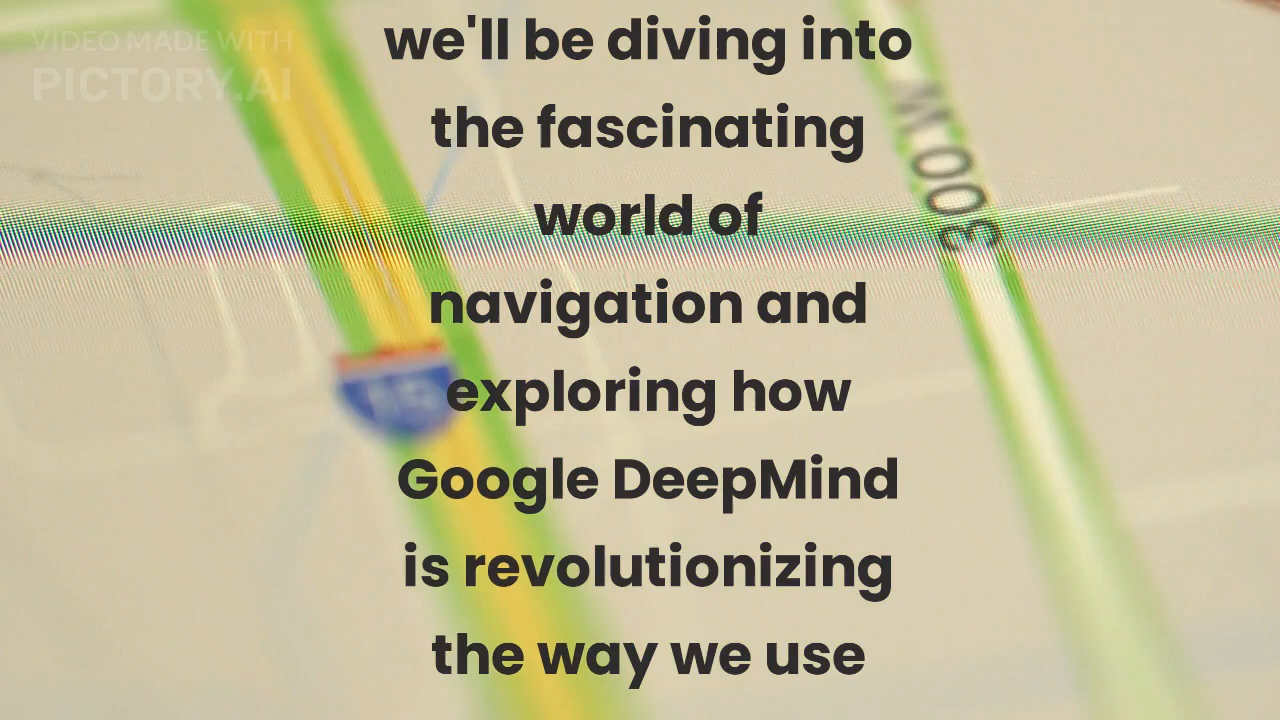 VIDEO MADE WITH
PICTORY.AI
we'll be diving into
the fascinating
world of
navigation and
exploring how
Google DeepMind
is revolutionizing
the way we use
300 W
15